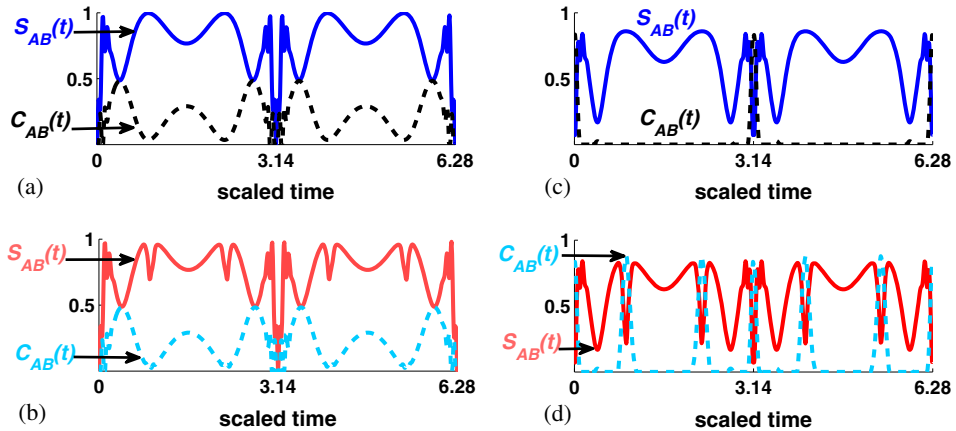 S_AB(t)
1
0.5
C_AB(t)
0
3.14
6.28
(a)
scaled time
1
S_AB(t)
0.5
C_AB(t)
0
3.14
6.28
(b)
scaled time
1
S_AB(t)
0.5
C_AB(t)
0
3.14
6.28
(c)
scaled time
1
C_AB(t)
0.5
S_AB(t)
0
3.14
6.28
(d)
scaled time